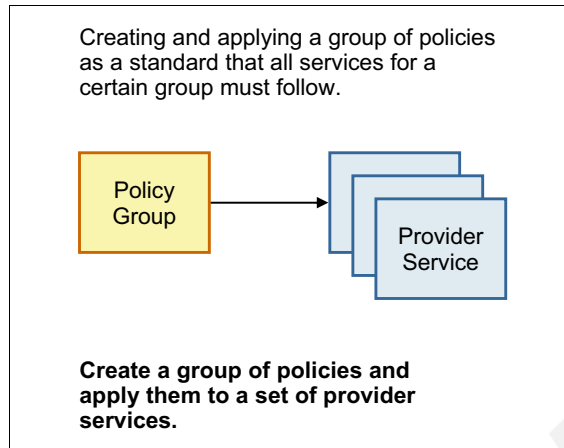 Creating and applying a group of policies
as a standard that all services for a
certain group must follow.
Policy
Group
Provider
Service
Create a group of policies and
apply them to a set of provider
services.